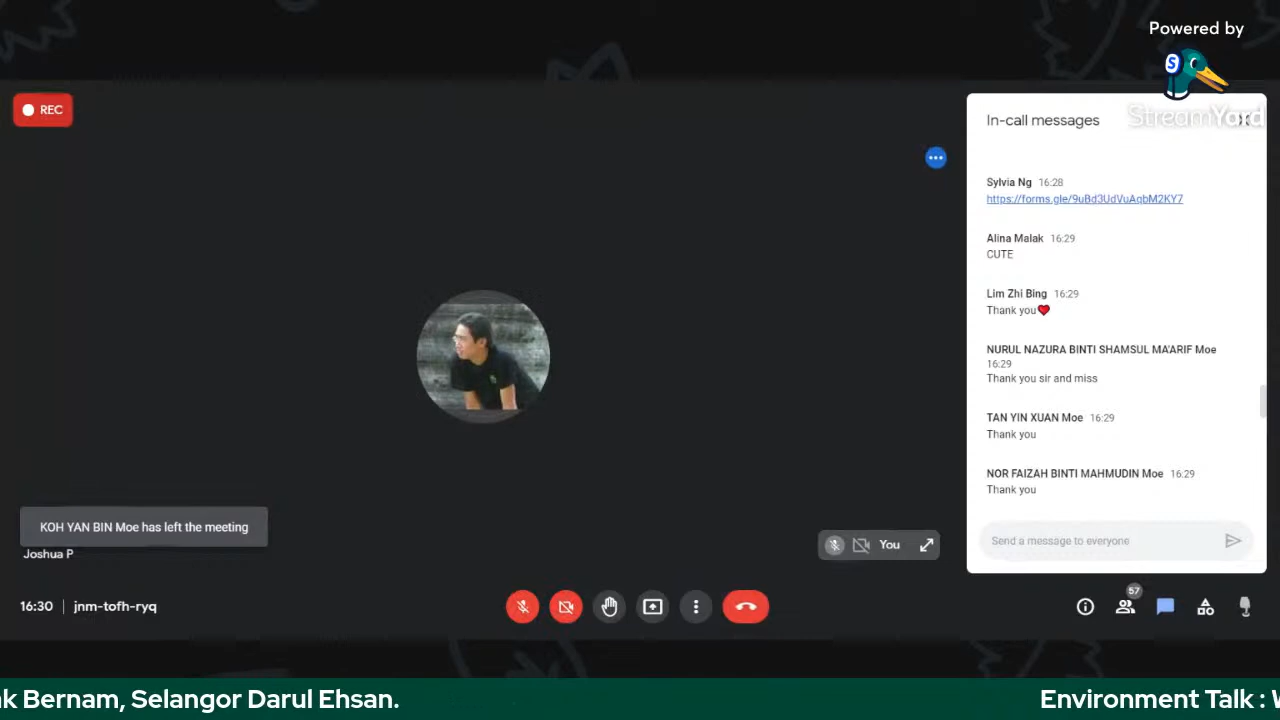 Powered by
StreamYard
REC
In-call messages
Sylvia Ng 16:28
https://forms.gle/9uBd3UdVuAqbM2KY7
Alina Malak 16:29
CUTE
Lim Zhi Bing 16:29
Thank you❤️
NURUL NAZURA BINTI SHAMSUL MA'ARIF Moe
16:29
Thank you sir and miss
TAN YIN XUAN Moe 16:29
Thank you
NOR FAIZAH BINTI MAHMUDIN Moe 16:29
Thank you
Send a message to everyone
KOH YAN BIN Moe has left the meeting
Joshua P
You
16:30 | jnm-tofh-ryq
57
ak Bernam, Selangor Darul Ehsan.
Environment Talk : W